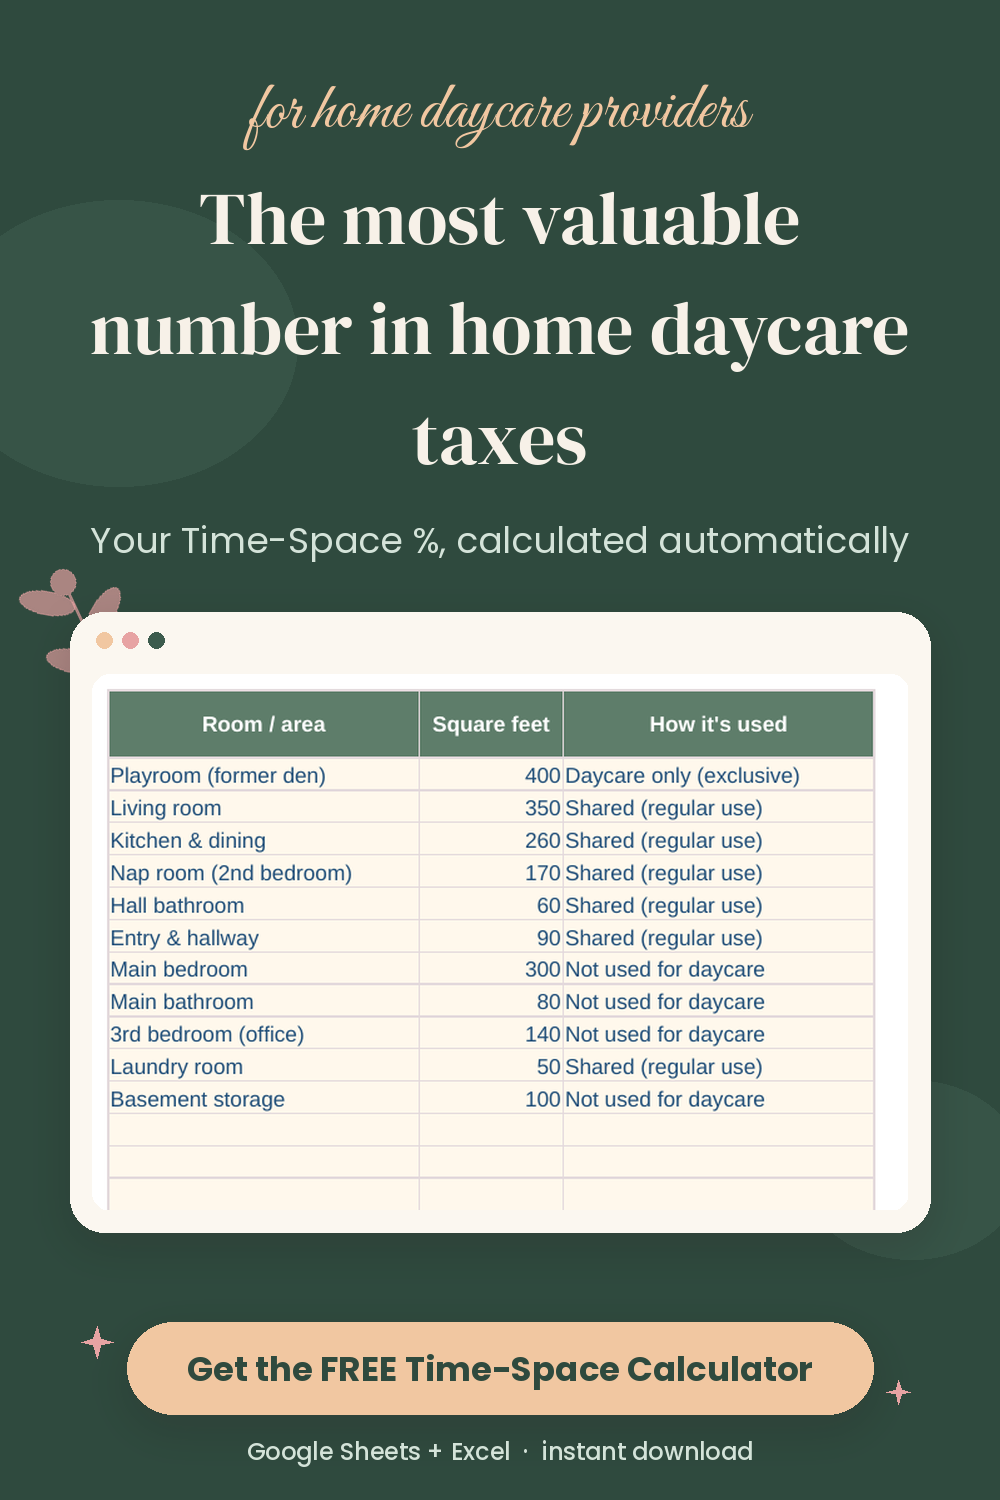 for home daycare providers
The most valuable
number in home daycare
taxes
Your Time-Space %, calculated automatically
Room / area Square feet How it's used
Playroom (former den) 400 Daycare only (exclusive)
Living room 350 Shared (regular use)
Kitchen & dining 260 Shared (regular use)
Nap room (2nd bedroom) 170 Shared (regular use)
Hall bathroom 60 Shared (regular use)
Entry & hallway 90 Shared (regular use)
Main bedroom 300 Not used for daycare
Main bathroom 80 Not used for daycare
3rd bedroom (office) 140 Not used for daycare
Laundry room 50 Shared (regular use)
Basement storage 100 Not used for daycare
Get the FREE Time-Space Calculator
Google Sheets + Excel · instant download